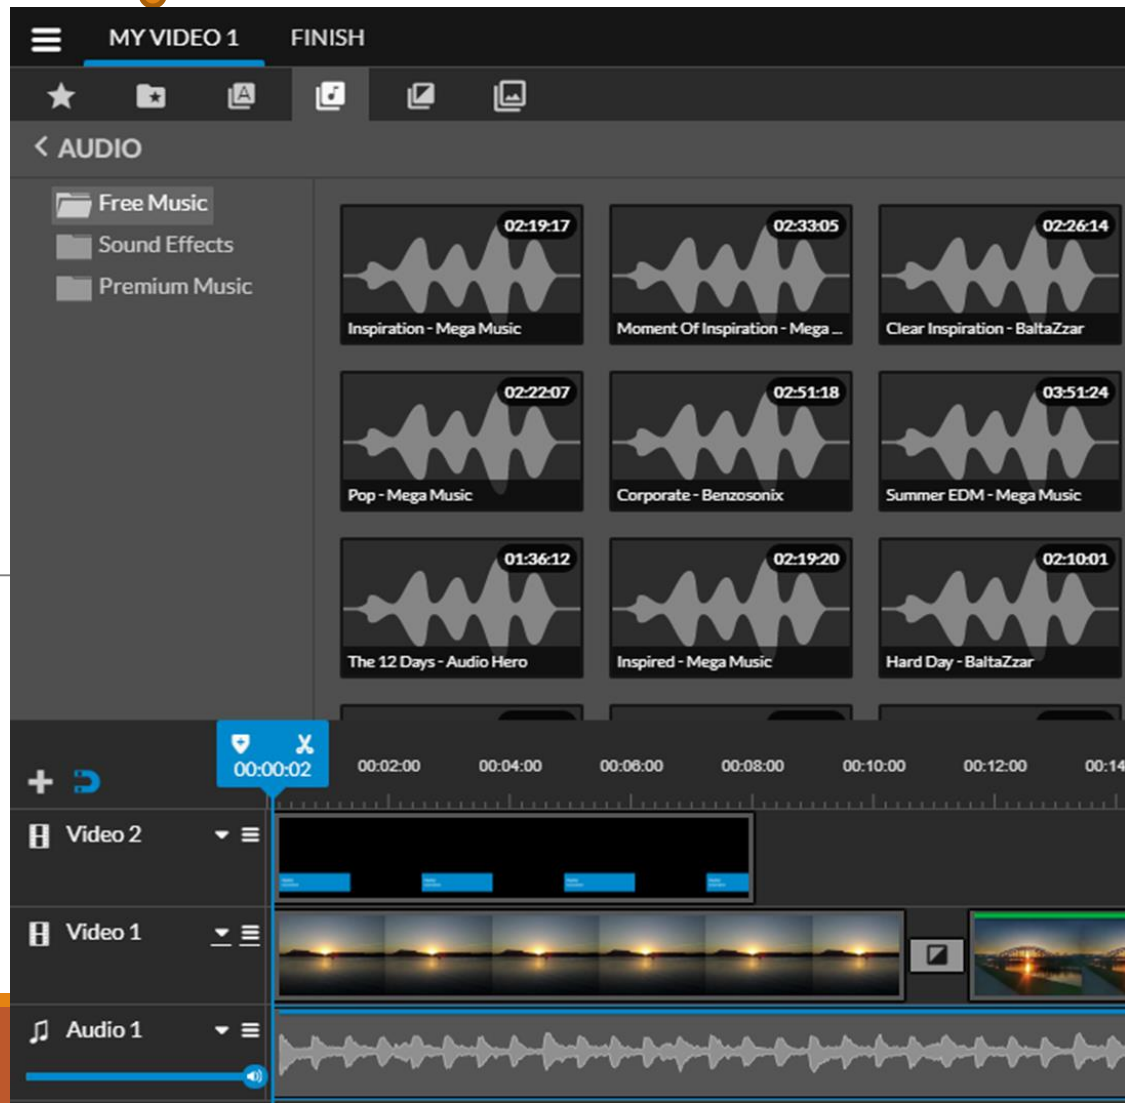 MY VIDEO 1 FINISH
A
< AUDIO
Free Music
Sound Effects
Premium Music
02:19:17
Inspiration - Mega Music
02:33:05
Moment Of Inspiration - Mega ...
02:26:14
Clear Inspiration - BaltaZzar
02:22:07
Pop - Mega Music
02:51:18
Corporate - Benzosonix
03:51:24
Summer EDM - Mega Music
01:36:12
The 12 Days - Audio Hero
02:19:20
Inspired - Mega Music
02:10:01
Hard Day - BaltaZzar
00:00:02 00:02:00 00:04:00 00:06:00 00:08:00 00:10:00 00:12:00 00:14
Video 2
Video 1
Audio 1